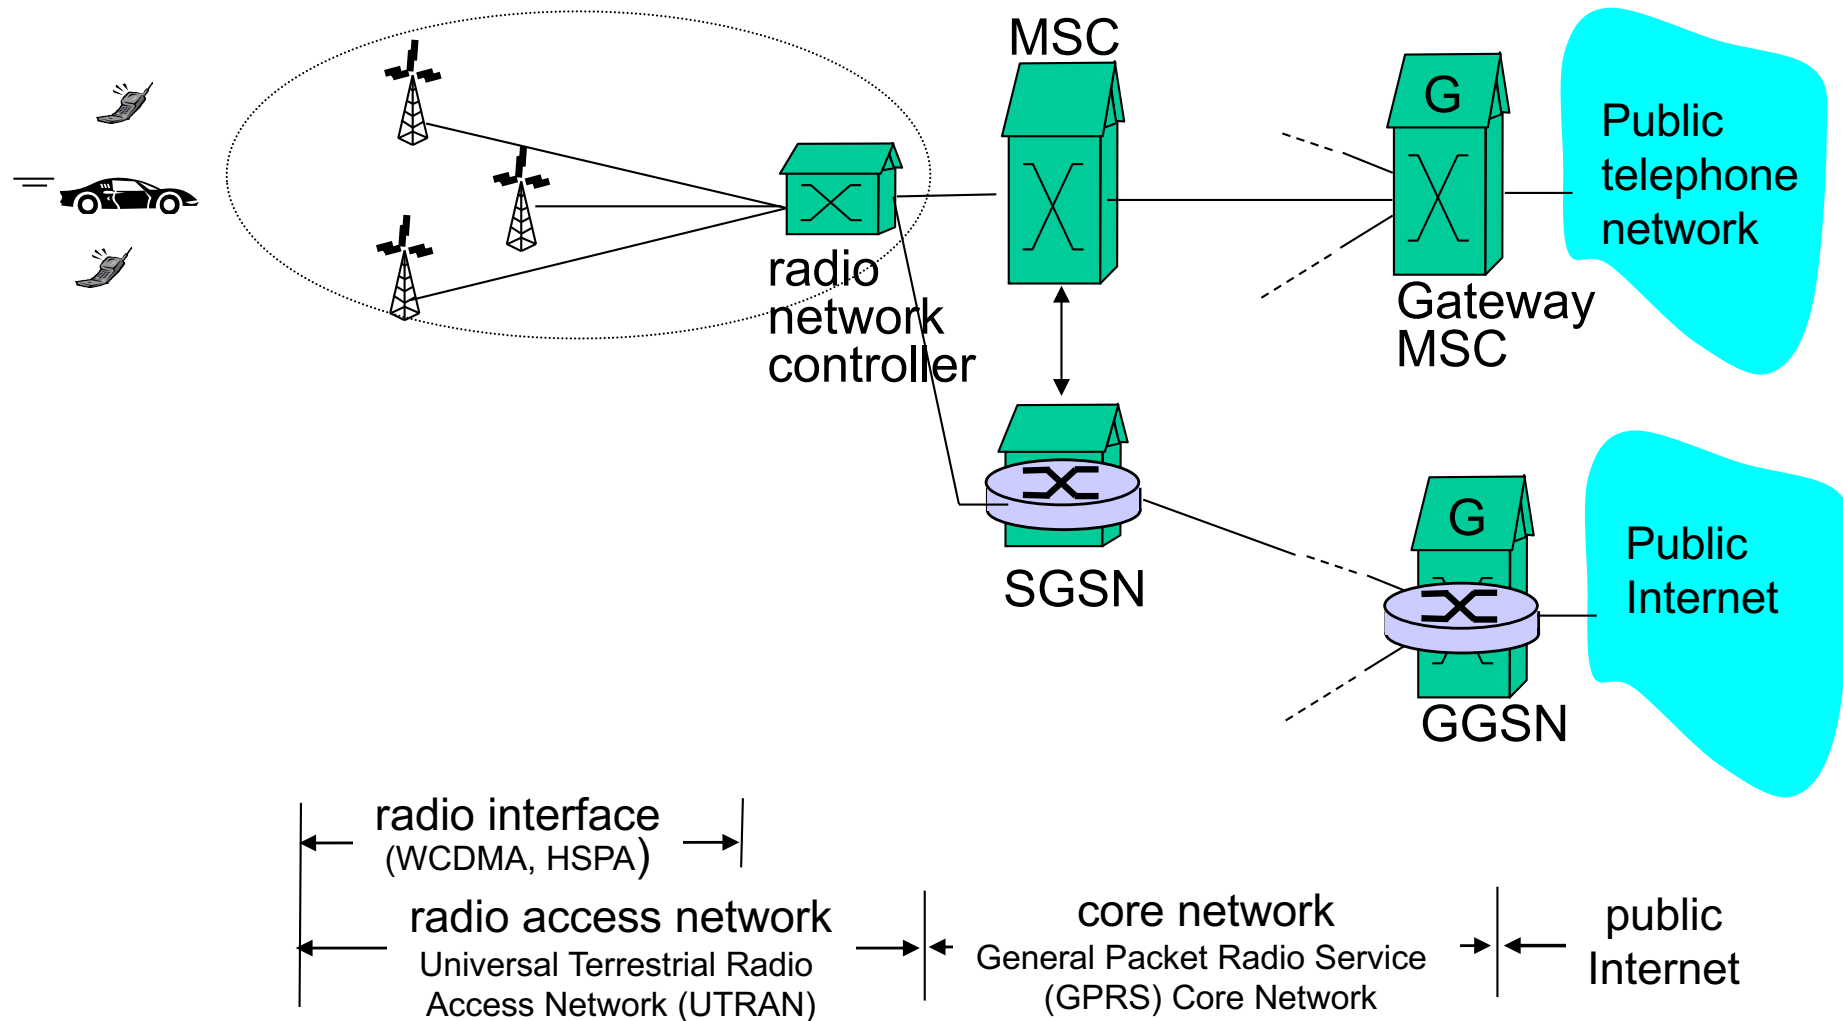 MSC
G
Public
telephone
network
radio
network
controller
Gateway
MSC
G
Public
Internet
SGSN
GGSN
radio interface
(WCDMA, HSPA)
radio access network
Universal Terrestrial Radio
Access Network (UTRAN)
core network
General Packet Radio Service
(GPRS) Core Network
public
Internet